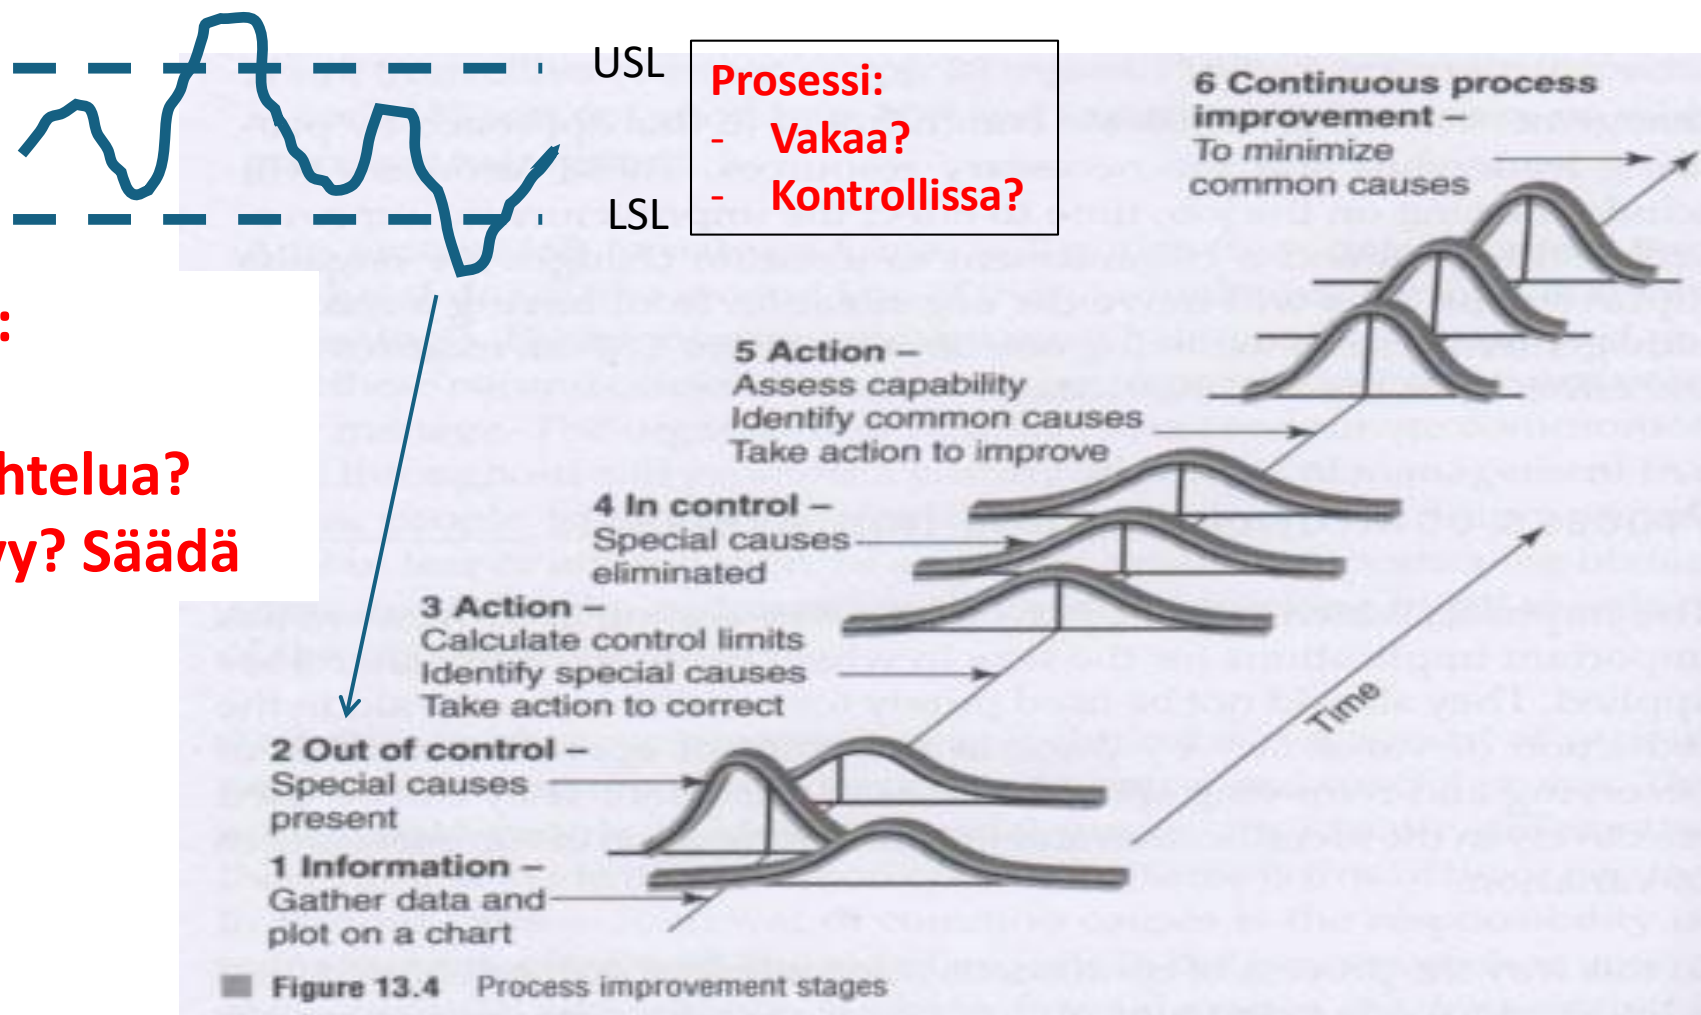 USL
LSL
Prosessi:
- Vakaa?
- Kontrollissa?
:
htelua?
y? Säädä
6 Continuous process
improvement –
To minimize
common causes
5 Action –
Assess capability
Identify common causes
Take action to improve
4 In control –
Special causes
eliminated
3 Action –
Calculate control limits
Identify special causes
Take action to correct
Time
2 Out of control –
Special causes
present
1 Information –
Gather data and
plot on a chart
Figure 13.4 Process improvement stages